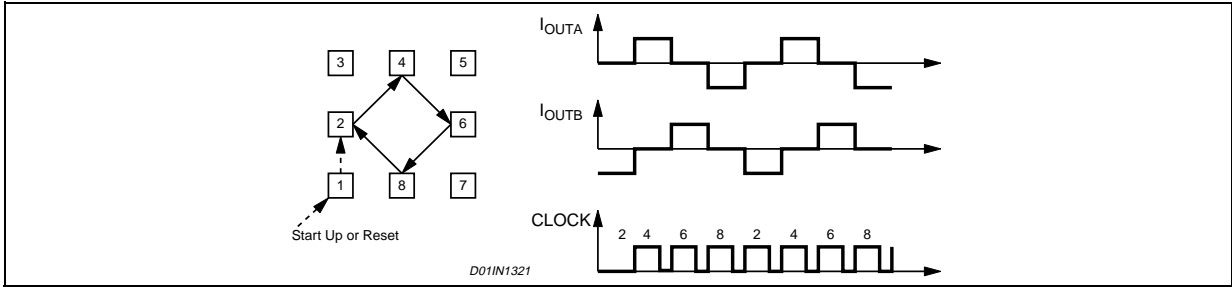 3 4 5
2 6
1 8 7
Start Up or Reset
D01IN1321
IOUTA
IOUTB
CLOCK
2 4 6 8 2 4 6 8